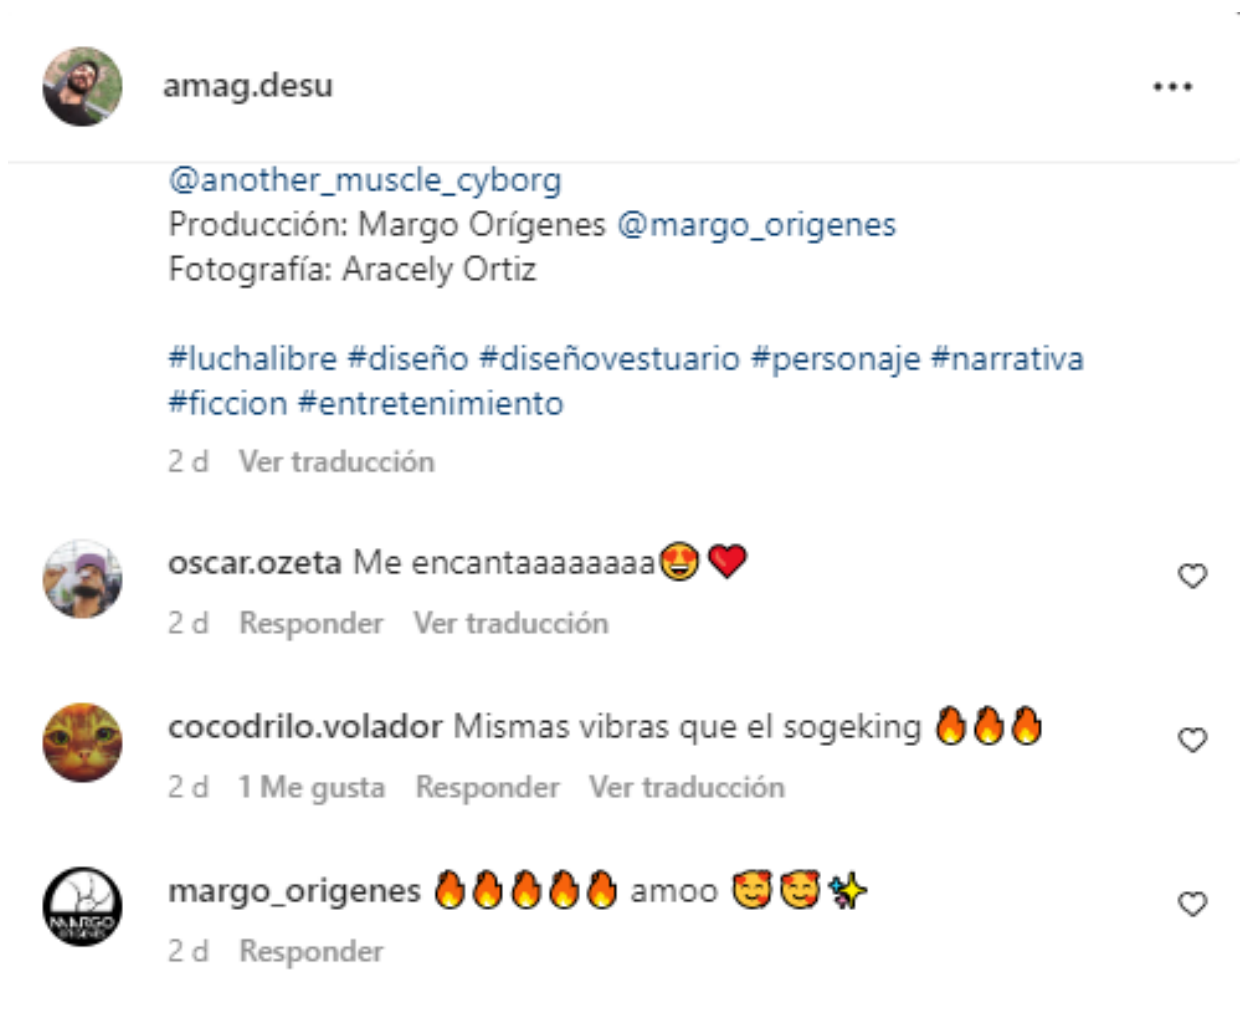 amag.desu
@another_muscle_cyborg
Producción: Margo Orígenes @margo_origenes
Fotografía: Aracely Ortiz
#luchalibre #diseño #diseñovestuario #personaje #narrativa
#ficcion #entretenimiento
2 d Ver traducción
oscar.ozeta Me encantaaaaaaaa😍❤️
2 d Responder Ver traducción
cocodrilo.volador Mismas vibras que el sogeking 🔥🔥🔥
2 d 1 Me gusta Responder Ver traducción
margo_origenes 🔥🔥🔥🔥🔥 amoo 🥰🥰✨
MARGO
ORIGENES
2 d Responder